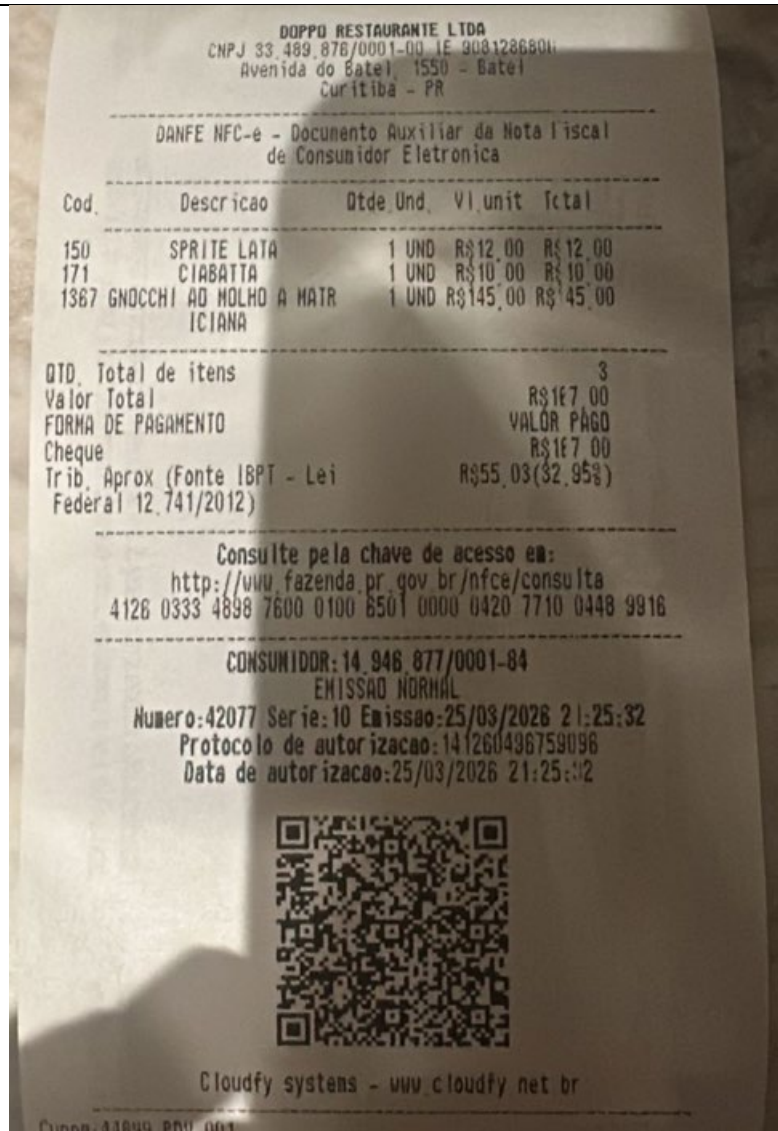 DOPPO RESTAURANTE LTDA
CNPJ 33.489.876/0001-00 IE
Avenida do Batel, 1550 - Batel
Curitiba - PR
DANFE NFC-e - Documento Auxiliar da Nota Fiscal
de Consumidor Eletronica
Cod. Descricao Qtde.Und. Vl.unit Total
150 SPRITE LATA 1 UND R$12,00 R$12,00
171 CIABATTA 1 UND R$10,00 R$10,00
1367 GNOCCHI AO MOLHO A MATR 1 UND R$145,00 R$145,00
ICIANA
QTD. Total de itens 3
Valor Total R$167,00
FORMA DE PAGAMENTO VALOR PAGO
Cheque R$167,00
Trib. Aprox (Fonte IBPT - Lei R$55,03(32,95%)
Federal 12.741/2012)
Consulte pela chave de acesso em:
http://www.fazenda.pr.gov.br/nfce/consulta
4126 0333 4898 7600 0100 6501 0000 0420 7710 0448 9916
CONSUMIDOR:14.946.877/0001-84
EMISSAO NORMAL
Numero:42077 Serie:10 Emissao:25/03/2026 21:25:32
Protocolo de autorizacao:141260496759096
Data de autorizacao:25/03/2026
Cloudfy systems - www.cloudfy.net.br